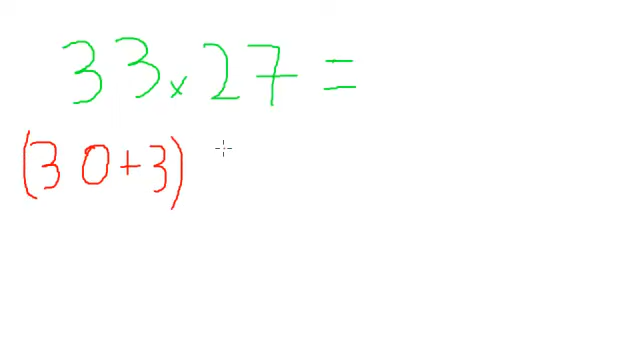 33 x 27 =
(30+3)